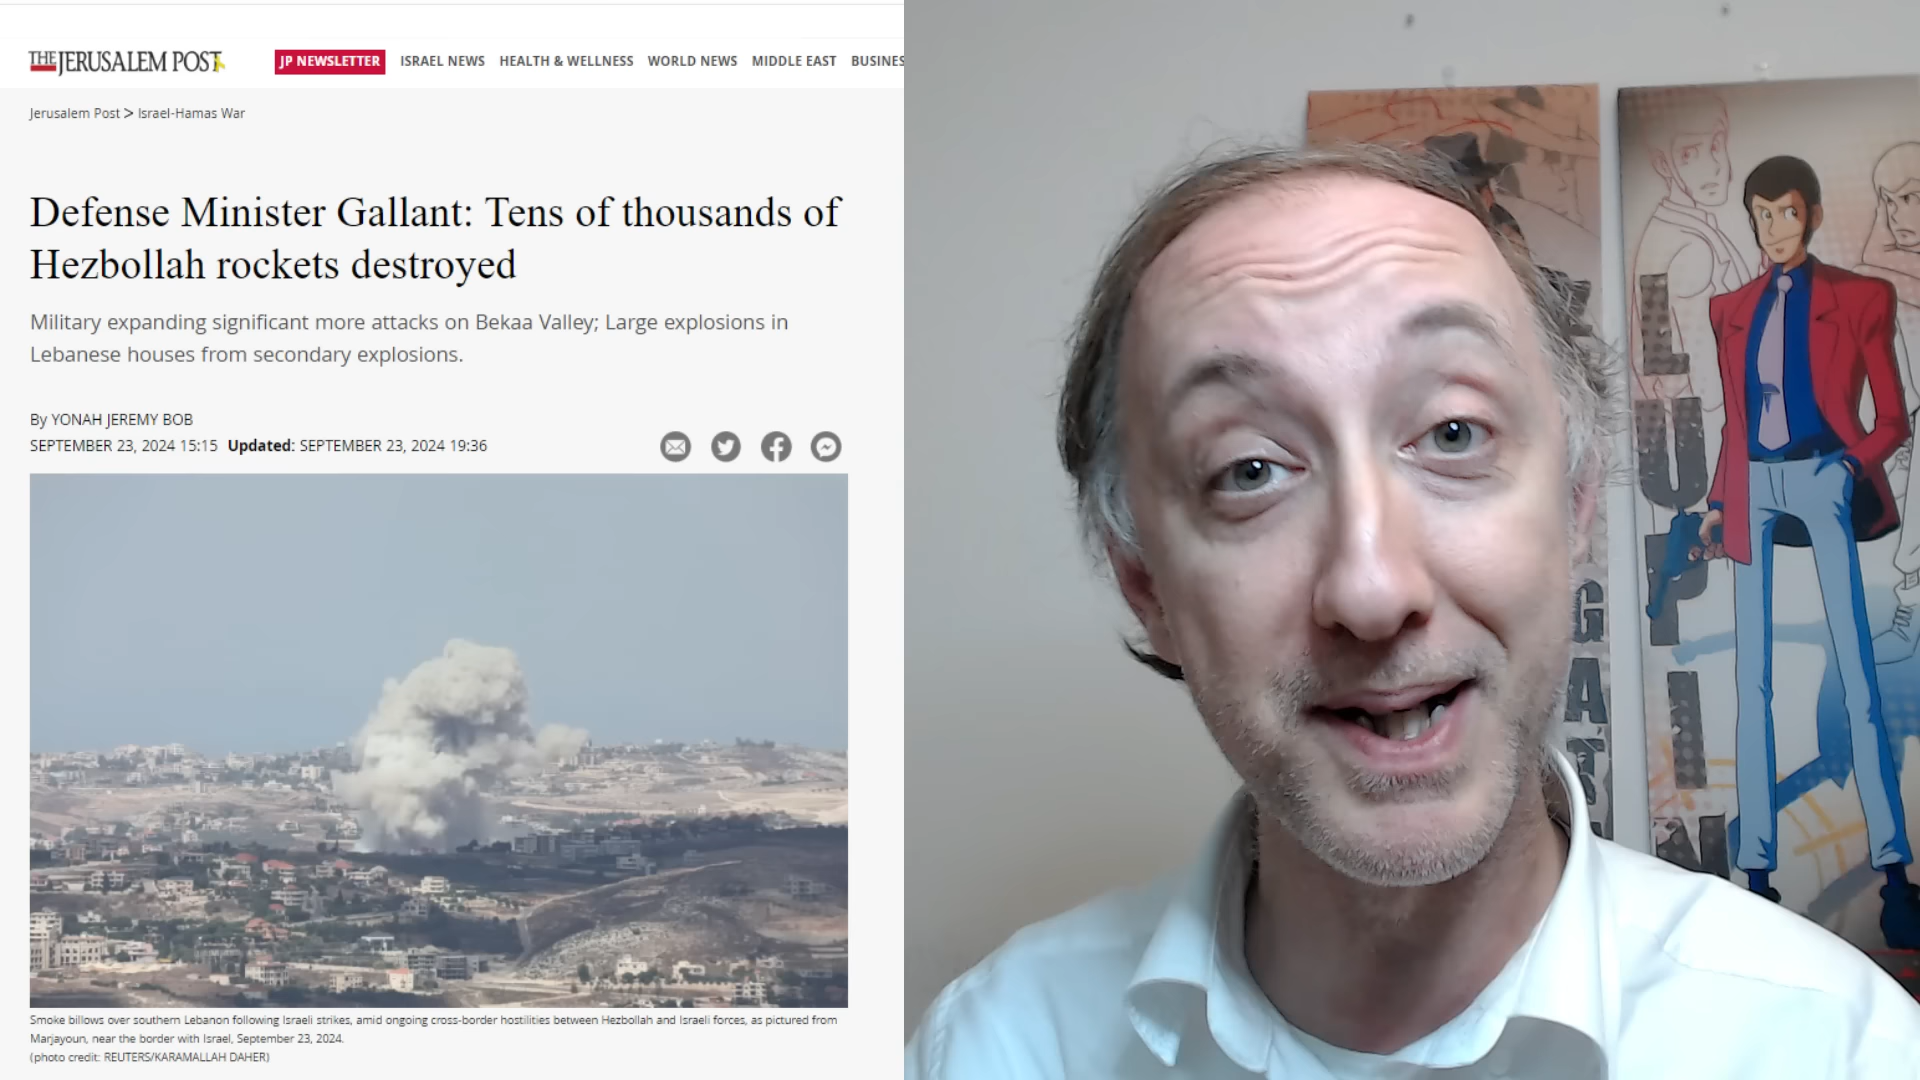 THE JERUSALEM POST
JP NEWSLETTER ISRAEL NEWS HEALTH & WELLNESS WORLD NEWS MIDDLE EAST BUSINES
Jerusalem Post > Israel-Hamas War
Defense Minister Gallant: Tens of thousands of
Hezbollah rockets destroyed
Military expanding significant more attacks on Bekaa Valley; Large explosions in
Lebanese houses from secondary explosions.
By YONAH JEREMY BOB
SEPTEMBER 23, 2024 15:15 Updated: SEPTEMBER 23, 2024 19:36
Smoke billows over southern Lebanon following Israeli strikes, amid ongoing cross-border hostilities between Hezbollah and Israeli forces, as pictured from
Marjayoun, near the border with Israel, September 23, 2024.
(photo credit: REUTERS/KARAMALLAH DAHER)
LUPIN